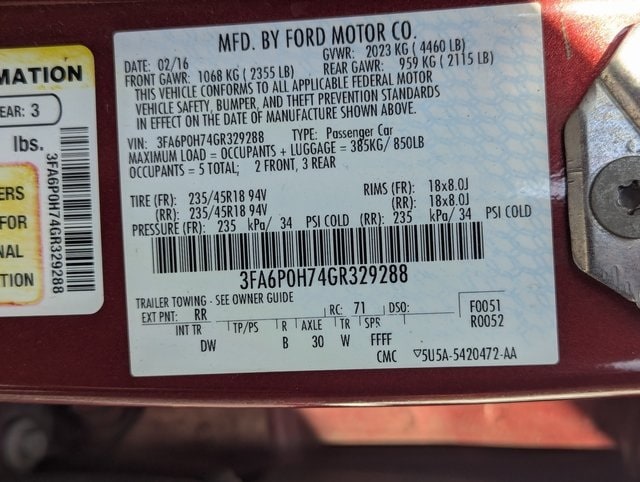 MATION
EAR: 3
lbs.
ERS
FOR
NAL
TION
3FA6P0H74GR329288
MFD. BY FORD MOTOR CO.
DATE: 02/16 GVWR: 2023 KG ( 4460 LB)
FRONT GAWR: 1068 KG ( 2355 LB) REAR GAWR: 959 KG ( 2115 LB)
THIS VEHICLE CONFORMS TO ALL APPLICABLE FEDERAL MOTOR
VEHICLE SAFETY, BUMPER, AND THEFT PREVENTION STANDARDS
IN EFFECT ON THE DATE OF MANUFACTURE SHOWN ABOVE.
VIN: 3FA6P0H74GR329288 TYPE: Passenger Car
MAXIMUM LOAD = OCCUPANTS + LUGGAGE = 385KG/ 850LB
OCCUPANTS = 5 TOTAL; 2 FRONT, 3 REAR
TIRE (FR): 235/45R18 94V RIMS (FR): 18x8.0J
(RR): 235/45R18 94V (RR): 18x8.0J
PRESSURE (FR): 235 kPa/ 34 PSI COLD (RR): 235 kPa/ 34 PSI COLD
3FA6P0H74GR329288
TRAILER TOWING - SEE OWNER GUIDE
EXT PNT: RR RC: 71 DSO: F0051
INT TR TP/PS R AXLE TR SPR R0052
DW B 30 W FFFF
CMC ▽5U5A-5420472-AA